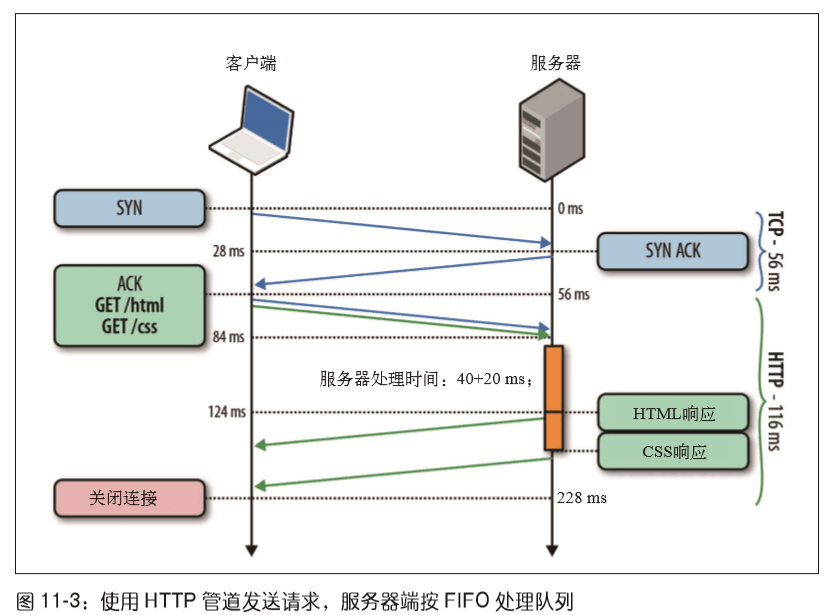 客户端
服务器
SYN
0 ms
28 ms
SYN ACK
TCP - 56 ms
ACK
GET /html
GET /css
56 ms
84 ms
服务器处理时间：40+20 ms；
HTTP - 116 ms
124 ms
HTML响应
CSS响应
关闭连接
228 ms
图 11-3：使用 HTTP 管道发送请求，服务器端按 FIFO 处理队列